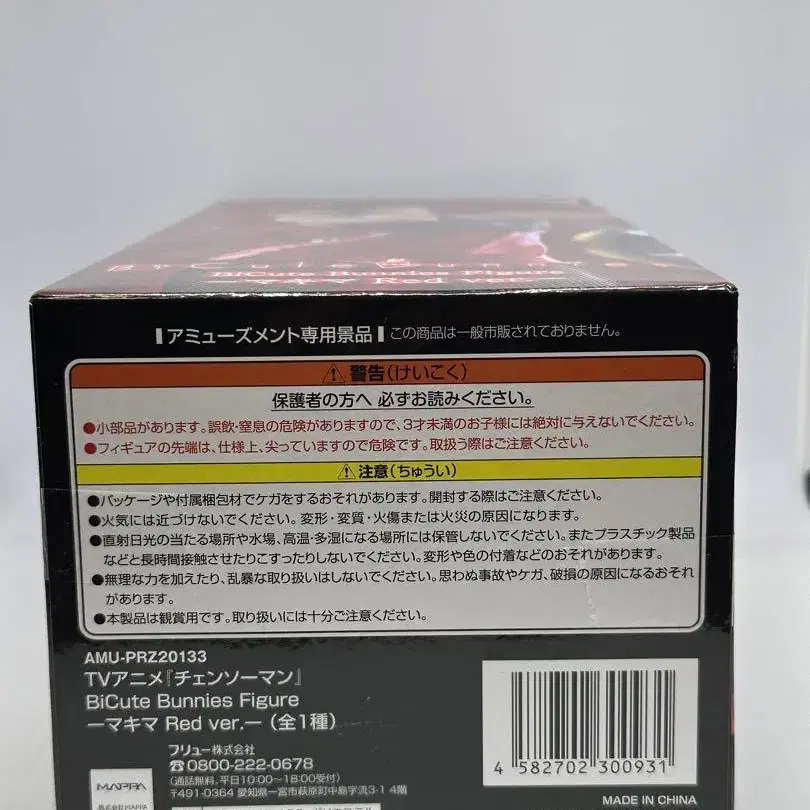 BiCute Bunnies Figure
アミューズメント専用景品 この商品は一般市販されておりません。
警告(けいこく)
保護者の方へ 必ずお読みください。
●小部品があります。誤飲・窒息の危険がありますので、3才未満のお子様には絶対に与えないでください。
●フィギュアの先端は、仕様上、尖っていますので危険です。取扱う際はご注意ください。
注意(ちゅうい)
●パッケージや付属梱包材でケガをするおそれがあります。開封する際はご注意ください。
●火気には近づけないでください。変形・変質・火傷または火災の原因になります。
●直射日光の当たる場所や水場、高温・多湿になる場所には保管しないでください。またプラスチック製品
などと長時間接触させたりこすったりしないでください。変形や色の付着などのおそれがあります。
●無理な力を加えたり、乱暴な取り扱いはしないでください。思わぬ事故やケガ、破損の原因になるおそれ
があります。
●本製品は観賞用です。取り扱いには十分ご注意ください。
AMU-PRZ20133
TVアニメ『チェンソーマン』
BiCute Bunnies Figure
ーマキマ Red ver.ー (全1種)
フリュー株式会社
☎0800-222-0678
(通話無料、平日10:00〜18:00受付)
〒491-0364 愛知県一宮市萩原町中島字流3-1 4階
MAPPA
株式会社MAPPA
4 582702 300931
MADE IN CHINA